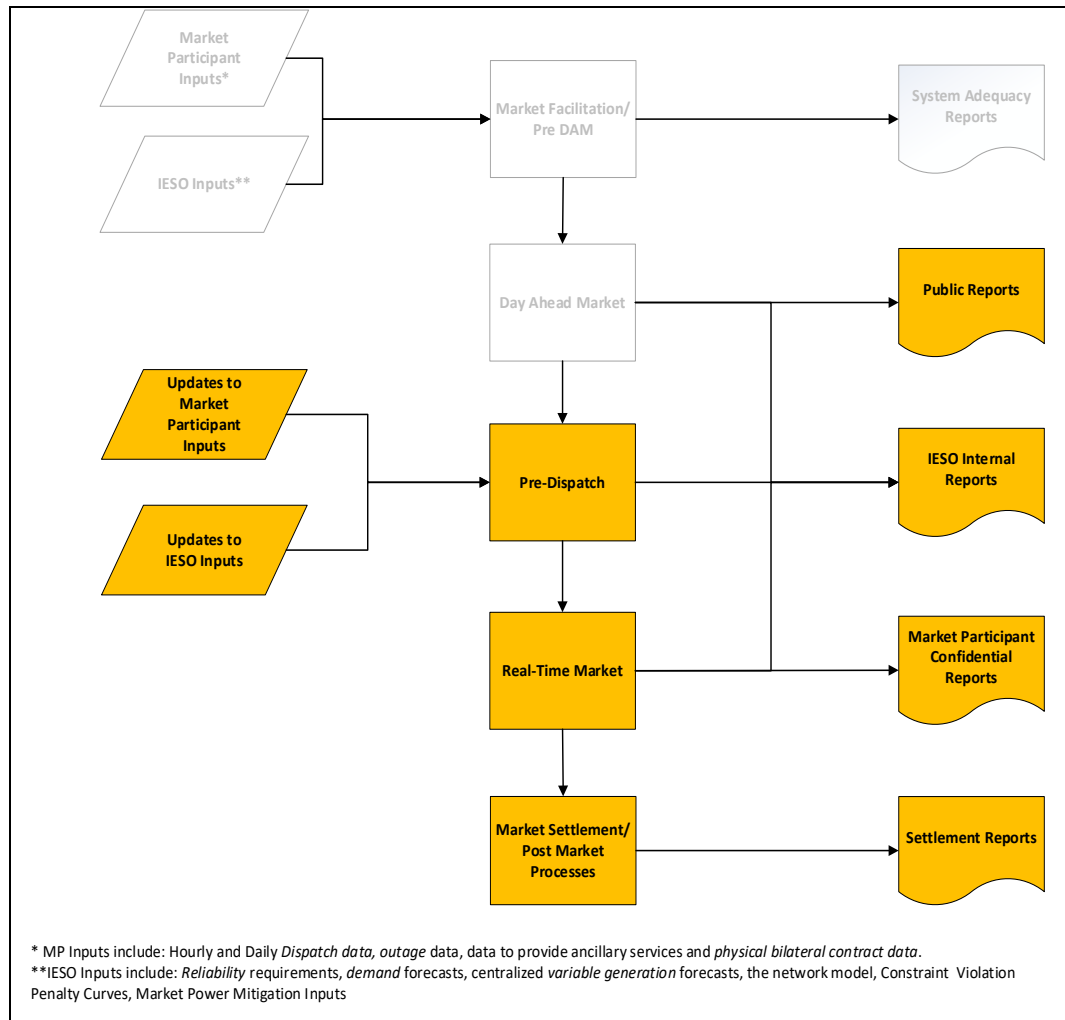 Market
Participant
Inputs*
Market Facilitation/
Pre DAM
System Adequacy
Reports
IESO Inputs**
Day Ahead Market
Public Reports
Updates to
Market
Participant
Inputs
Pre-Dispatch
IESO Internal
Reports
Updates to
IESO Inputs
Real-Time Market
Market Participant
Confidential
Reports
Market Settlement/
Post Market
Processes
Settlement Reports
* MP Inputs include: Hourly and Daily Dispatch data, outage data, data to provide ancillary services and physical bilateral contract data.
**IESO Inputs include: Reliability requirements, demand forecasts, centralized variable generation forecasts, the network model, Constraint Violation
Penalty Curves, Market Power Mitigation Inputs